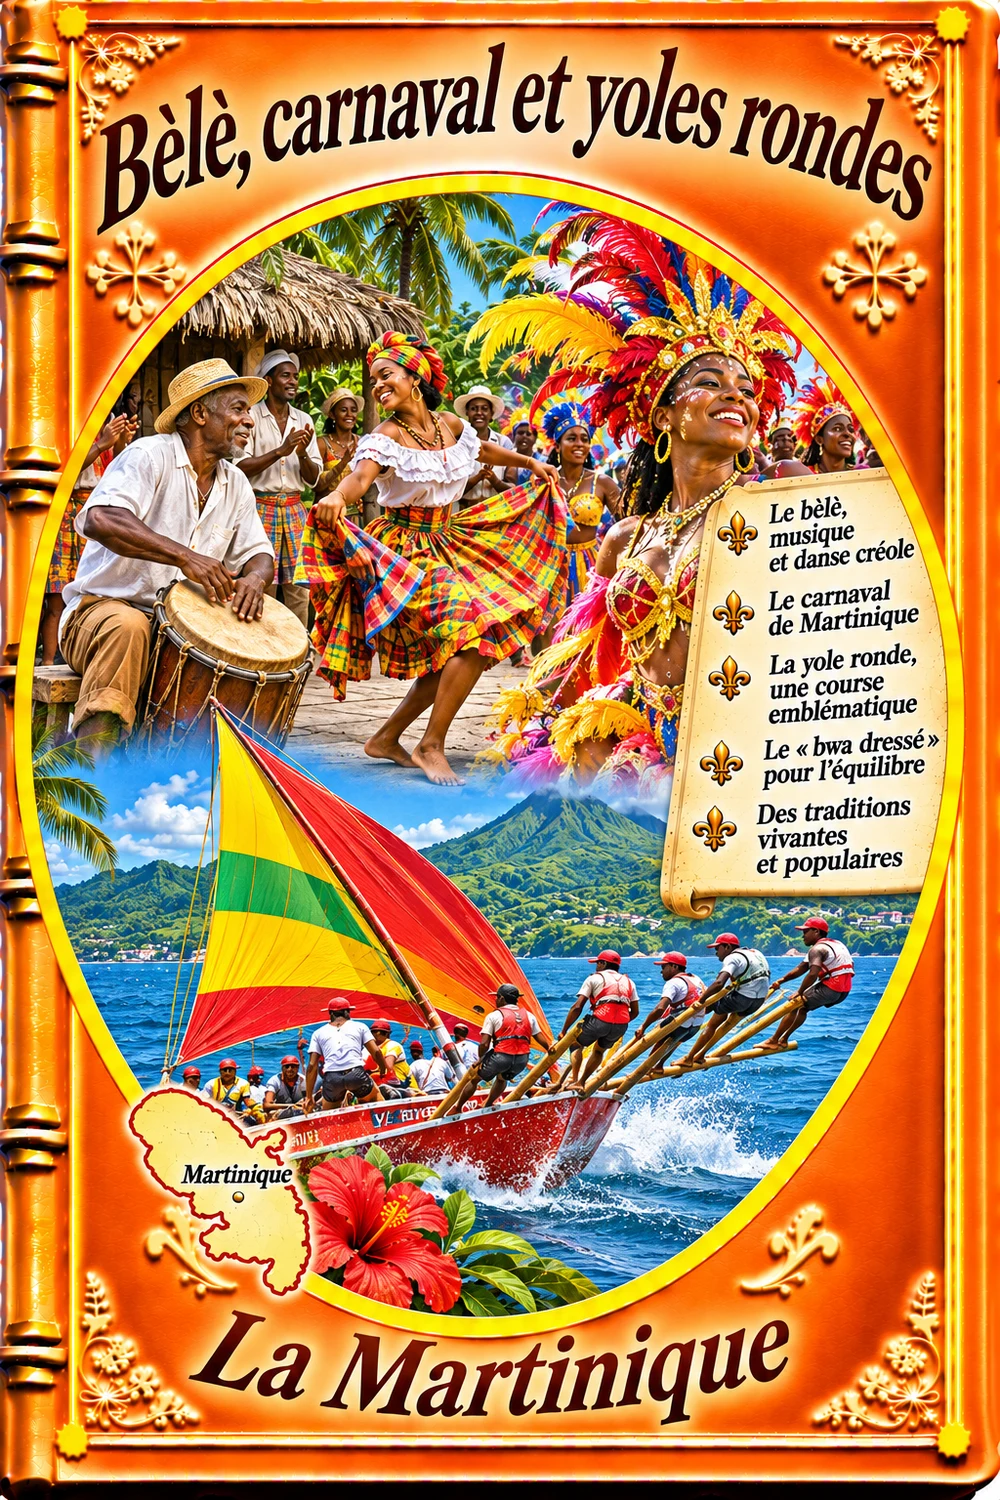 Bèlè, carnaval et yoles rondes
Le bèlè,
musique
et danse créole
Le carnaval
de Martinique
La yole ronde,
une course
emblématique
Le « bwa dressé »
pour l'équilibre
Des traditions
vivantes
et populaires
Martinique
La Martinique